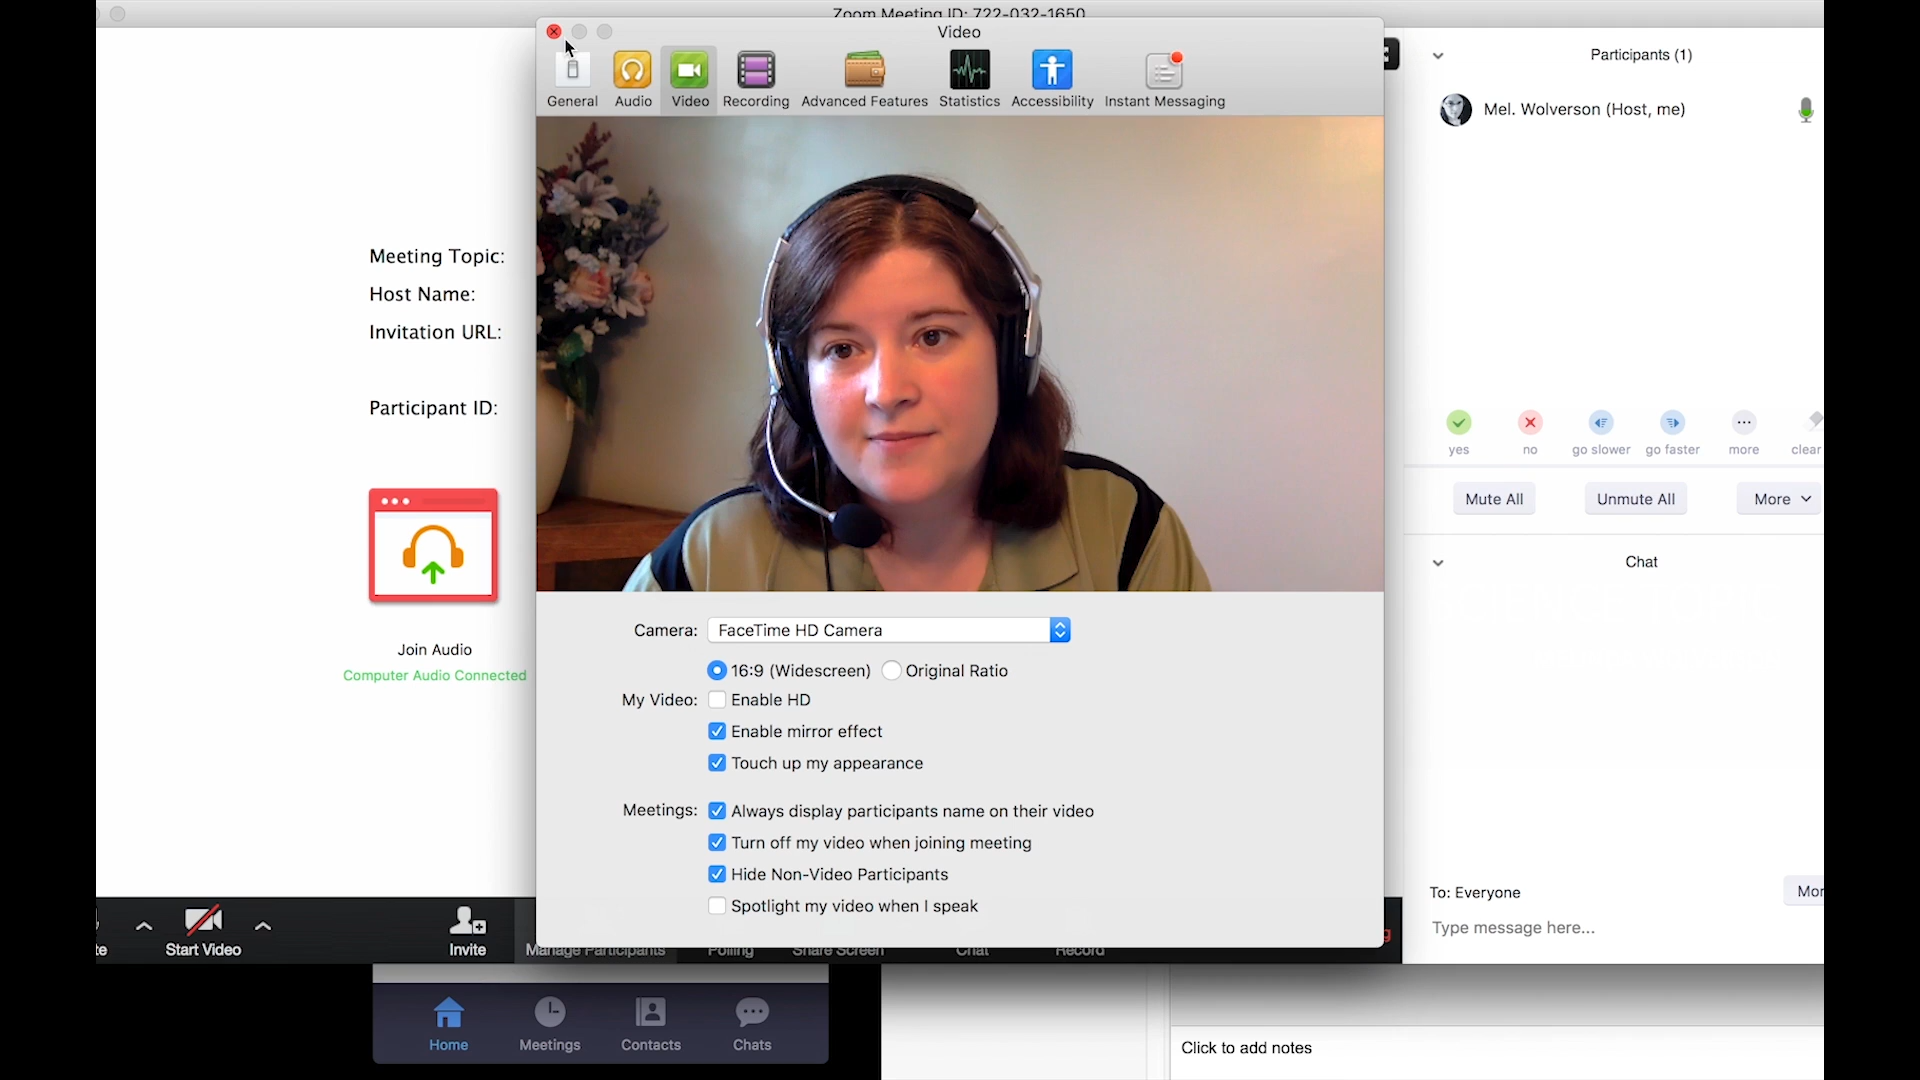 Zoom Meeting ID: 722-032-1650
Video
General
Audio
Video
Recording
Advanced Features
Statistics
Accessibility
Instant Messaging
Participants (1)
Mel. Wolverson (Host, me)
Meeting Topic:
Host Name:
Invitation URL:
Participant ID:
Join Audio
Computer Audio Connected
yes
no
go slower
go faster
more
clear
Mute All
Unmute All
More
Chat
Camera:
FaceTime HD Camera
16:9 (Widescreen)
Original Ratio
My Video:
Enable HD
Enable mirror effect
Touch up my appearance
Meetings:
Always display participants name on their video
Turn off my video when joining meeting
Hide Non-Video Participants
Spotlight my video when I speak
To: Everyone
Mor
Type message here...
te
Start Video
Invite
Manage Participants
Polling
Share Screen
Chat
Record
g
Home
Meetings
Contacts
Chats
Click to add notes